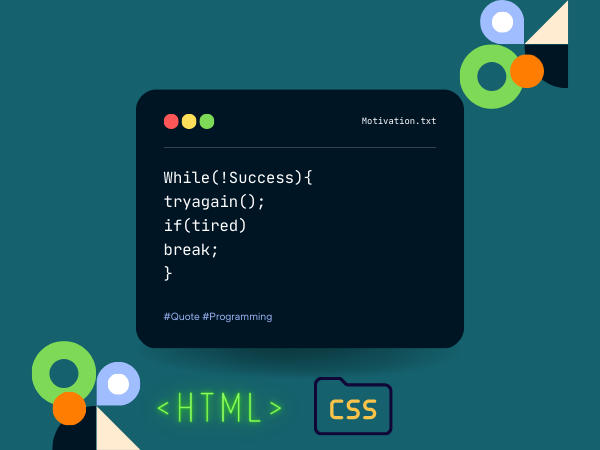 Motivation.txt
While(!Success){
tryagain();
if(tired)
break;
}
#Quote #Programming
<HTML>
CSS